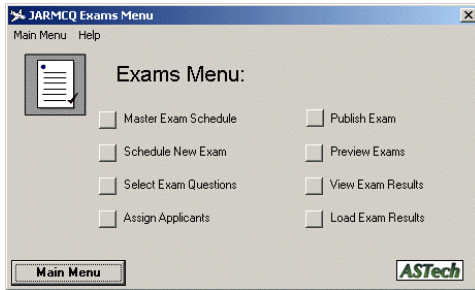 JARMCQ Exams Menu
Main Menu Help
Exams Menu:
Master Exam Schedule
Schedule New Exam
Select Exam Questions
Assign Applicants
Publish Exam
Preview Exams
View Exam Results
Load Exam Results
Main Menu
ASTech